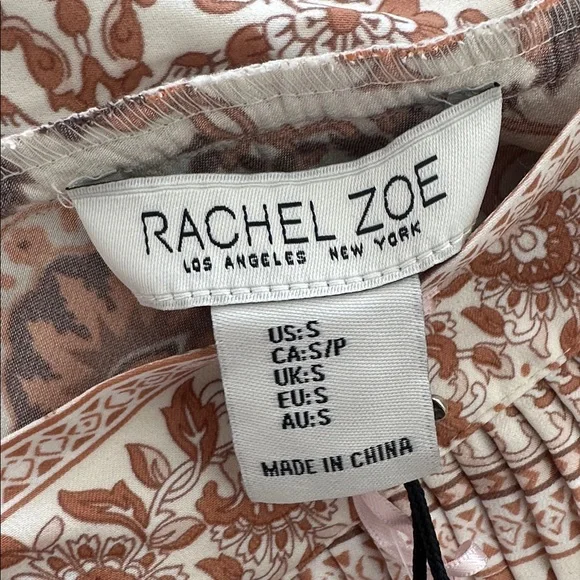 RACHEL ZOE
LOS ANGELES NEW YORK
US:S
CA:S/P
UK:S
EU:S
AU:S
MADE IN CHINA